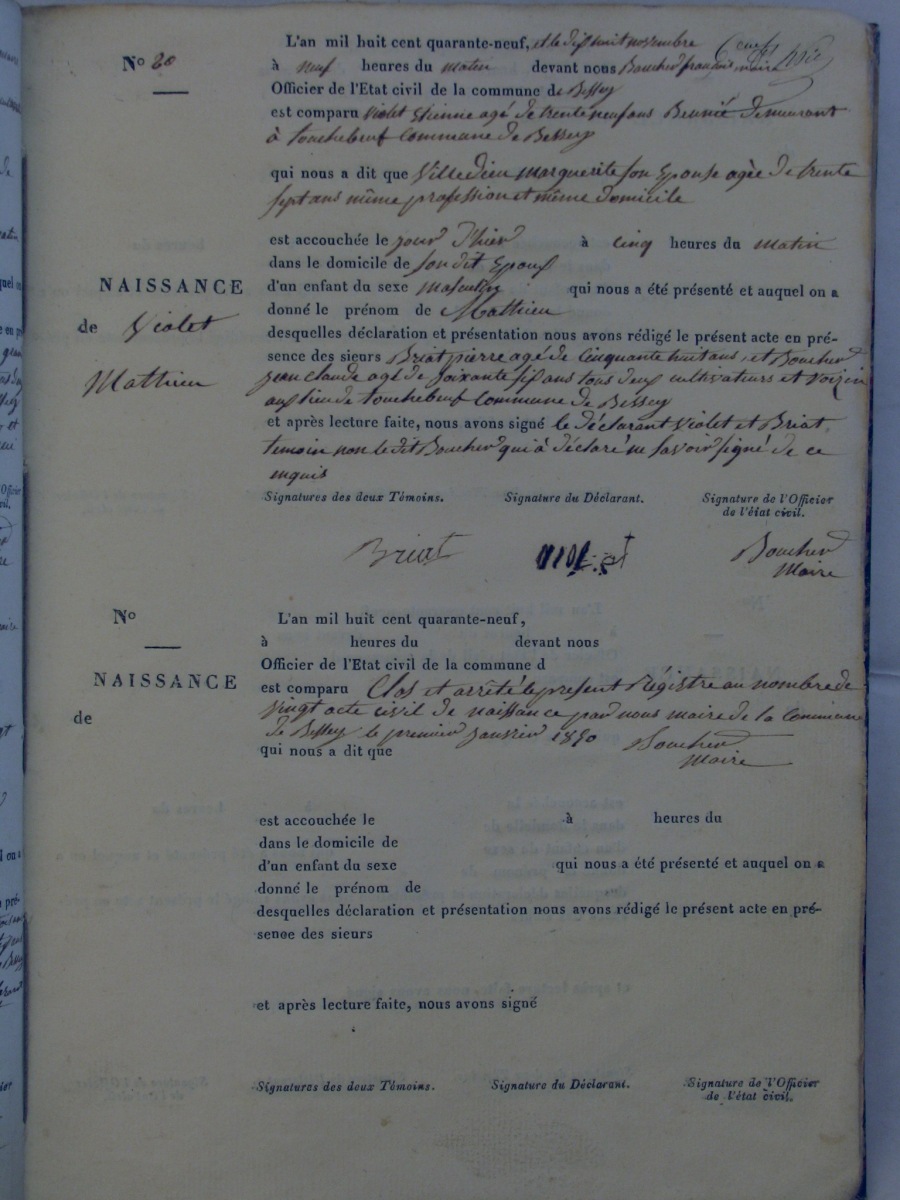 N° 20
L'an mil huit cent quarante-neuf, et le dix huit novembre
à neuf heures du matin devant nous Boucher françois maire
Officier de l'Etat civil de la commune de Bessey
est comparu Violet Etienne agé de trente neuf ans demeurant
à touchebeuf Commune de Bessey
qui nous a dit que Villedieu marguerite son Epouse agèe de trente
sept ans même profession et même domicile
est accouchée le jour d'hier à cinq heures du matin
dans le domicile de son dit Epoux
d'un enfant du sexe masculin qui nous a été présenté et auquel on a
donné le prénom de Mathieu
NAISSANCE
de Violet
Mathieu
desquelles déclaration et présentation nous avons rédigé le présent acte en pré-
sence des sieurs Briat pierre agé de Cinquante huit ans, et Boucher
jean claude agé de soixante six ans tous deux cultivateurs et voizin
au lieu de touchebeuf Commune de Bessey
et après lecture faite, nous avons signé le déclarant Violet et Briat
temoin non le dit Boucher qui à déclaré ne savoir signé de ce
inquis
Signatures des deux Témoins. Signature du Déclarant. Signature de l'Officier
de l'état civil.
Briat Violet Boucher
Maire
N°
L'an mil huit cent quarante-neuf,
à heures du devant nous
Officier de l'Etat civil de la commune d
NAISSANCE
de
est comparu Clos et arrêté le present Régistre au nombre de
vingt acte civil de naissance par nous maire de la Commune
de Bessey le premier janvier 1850 Boucher
Maire
qui nous a dit que
est accouchée le à heures du
dans le domicile de
d'un enfant du sexe qui nous a été présenté et auquel on a
donné le prénom de
desquelles déclaration et présentation nous avons rédigé le présent acte en pré-
sence des sieurs
et après lecture faite, nous avons signé
Signatures des deux Témoins. Signature du Déclarant. Signature de l'Officier
de l'état civil.